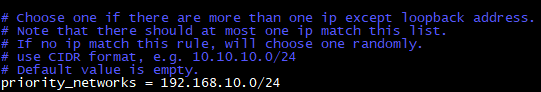 # Choose one if there are more than one ip except loopback address.
# Note that there should at most one ip match this list.
# If no ip match this rule, will choose one randomly.
# use CIDR format, e.g. 10.10.10.0/24
# Default value is empty.
priority_networks = 192.168.10.0/24